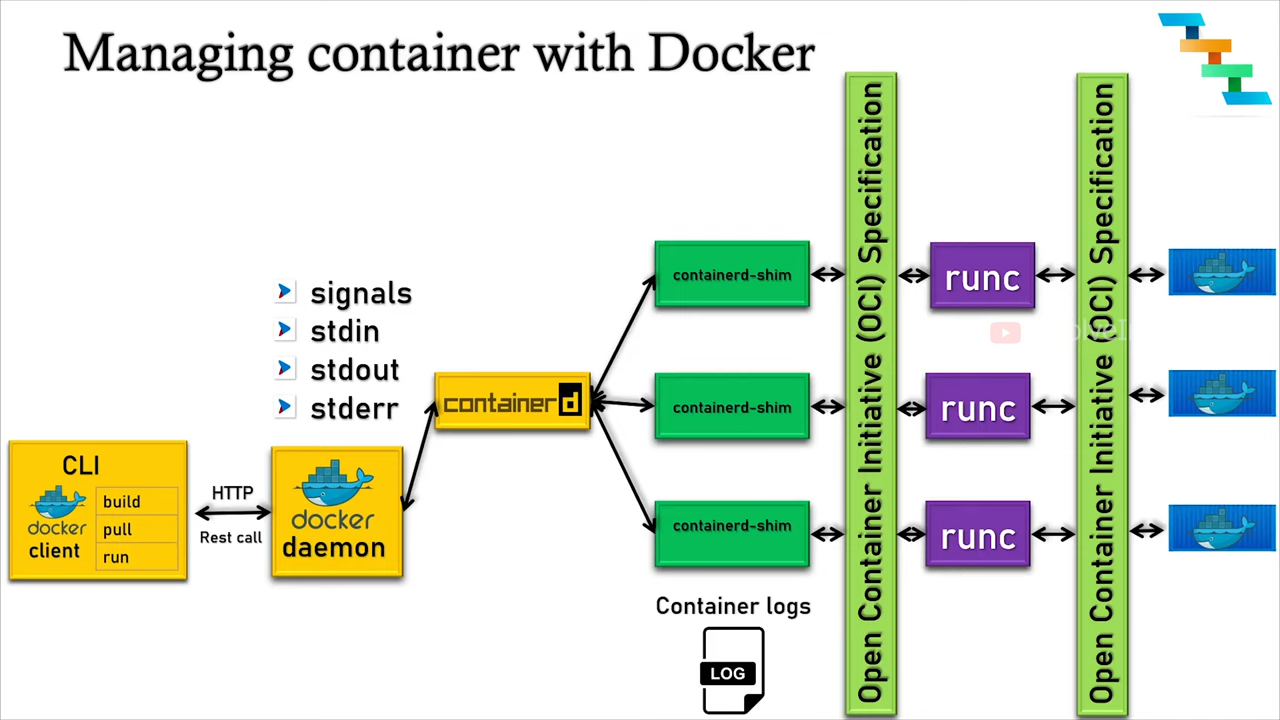 Managing container with Docker
signals
stdin
stdout
stderr
CLI
docker
client
build
pull
run
HTTP
Rest call
docker
daemon
containerd
containerd-shim
containerd-shim
containerd-shim
Container logs
LOG
Open Container Initiative (OCI) Specification
runc
runc
runc
Open Container Initiative (OCI) Specification